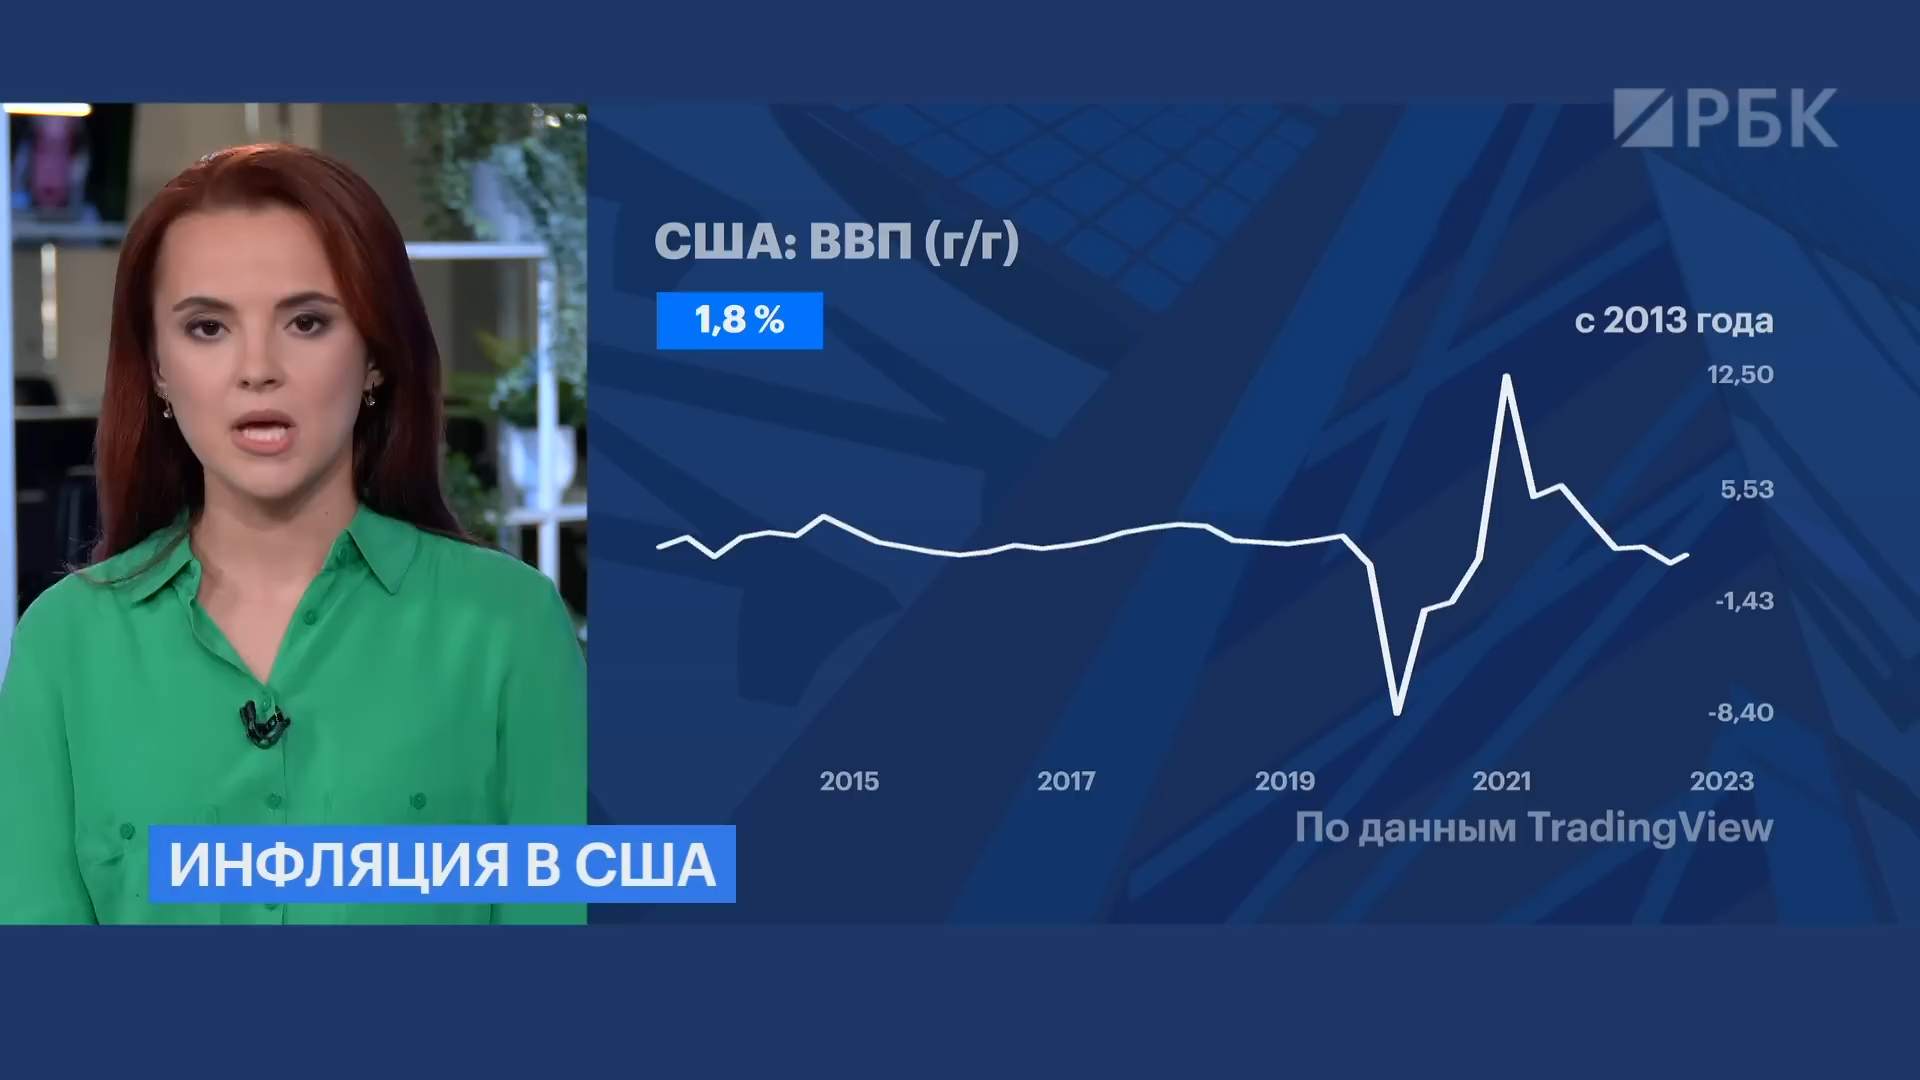 РБК
США: ВВП (г/г)
1,8 %
с 2013 года
12,50
5,53
-1,43
-8,40
2015 2017 2019 2021 2023
По данным TradingView
ИНФЛЯЦИЯ В США